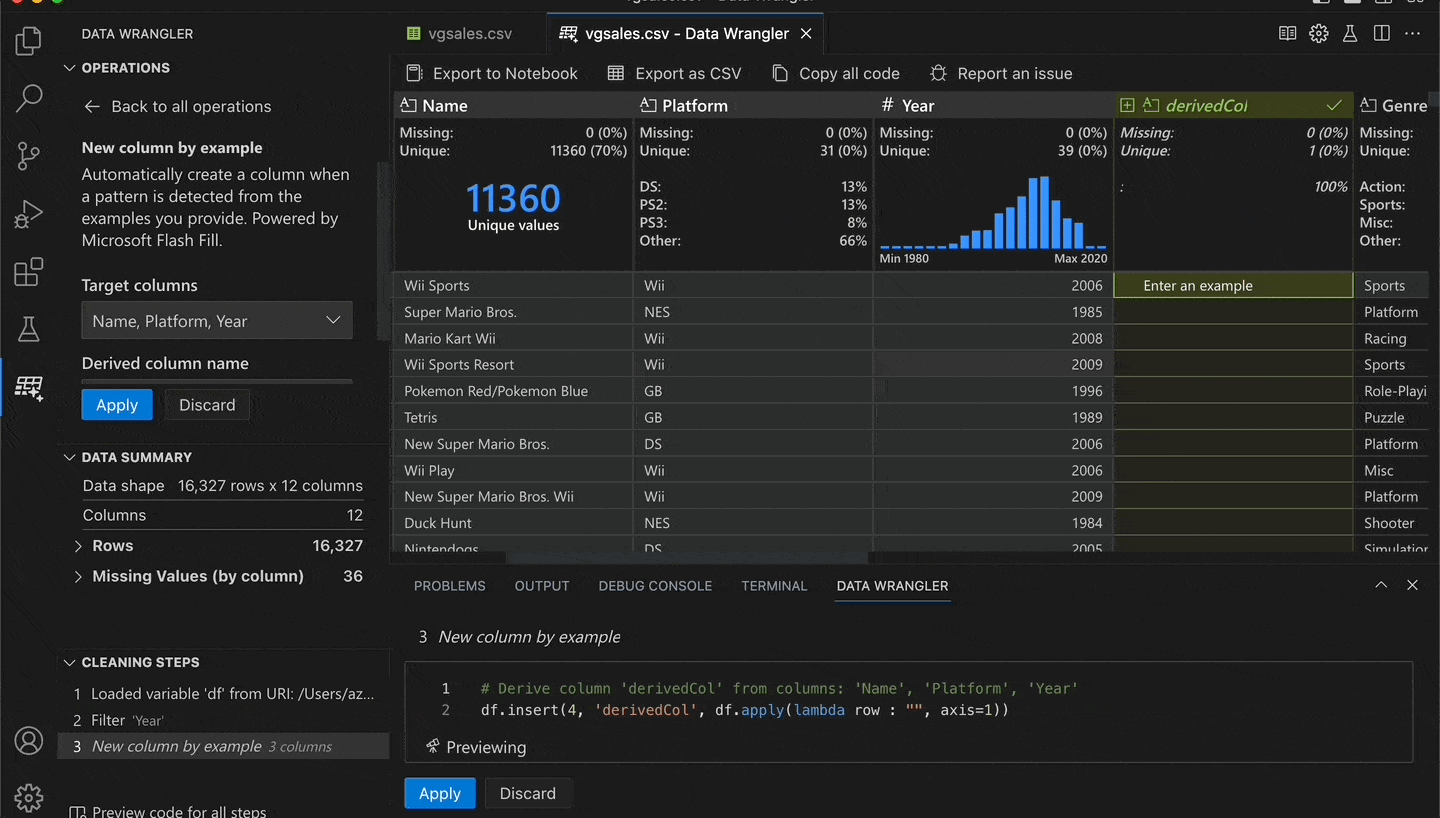 DATA WRANGLER
OPERATIONS
Back to all operations
New column by example
Automatically create a column when
a pattern is detected from the
examples you provide. Powered by
Microsoft Flash Fill.
Target columns
Name, Platform, Year
Derived column name
Apply Discard
DATA SUMMARY
Data shape 16,327 rows x 12 columns
Columns 12
Rows 16,327
Missing Values (by column) 36
CLEANING STEPS
1 Loaded variable 'df' from URI: /Users/az...
2 Filter 'Year'
3 New column by example 3 columns
Preview code for all steps
vgsales.csv vgsales.csv - Data Wrangler
Export to Notebook Export as CSV Copy all code Report an issue
Name Platform # Year derivedCol Genre
Missing: 0 (0%) Missing: 0 (0%) Missing: 0 (0%) Missing: 0 (0%) Missing:
Unique: 11360 (70%) Unique: 31 (0%) Unique: 39 (0%) Unique: 1 (0%) Unique:
11360
Unique values
DS: 13% : 100% Action:
PS2: 13% Sports:
PS3: 8% Misc:
Other: 66% Other:
Min 1980 Max 2020
Wii Sports Wii 2006 Enter an example Sports
Super Mario Bros. NES 1985 Platform
Mario Kart Wii Wii 2008 Racing
Wii Sports Resort Wii 2009 Sports
Pokemon Red/Pokemon Blue GB 1996 Role-Playi
Tetris GB 1989 Puzzle
New Super Mario Bros. DS 2006 Platform
Wii Play Wii 2006 Misc
New Super Mario Bros. Wii Wii 2009 Platform
Duck Hunt NES 1984 Shooter
Nintendogs DS 2005 Simulation
PROBLEMS OUTPUT DEBUG CONSOLE TERMINAL DATA WRANGLER
3 New column by example
1 # Derive column 'derivedCol' from columns: 'Name', 'Platform', 'Year'
2 df.insert(4, 'derivedCol', df.apply(lambda row : "", axis=1))
Previewing
Apply Discard